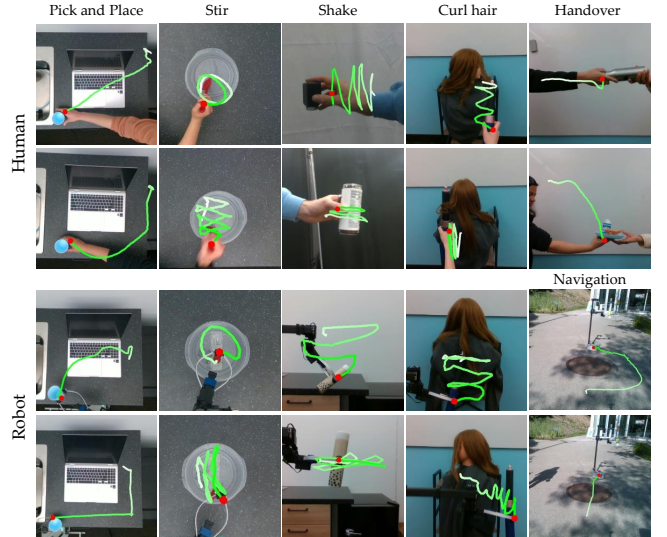 Pick and Place Stir Shake Curl hair Handover
Human
Navigation
Robot